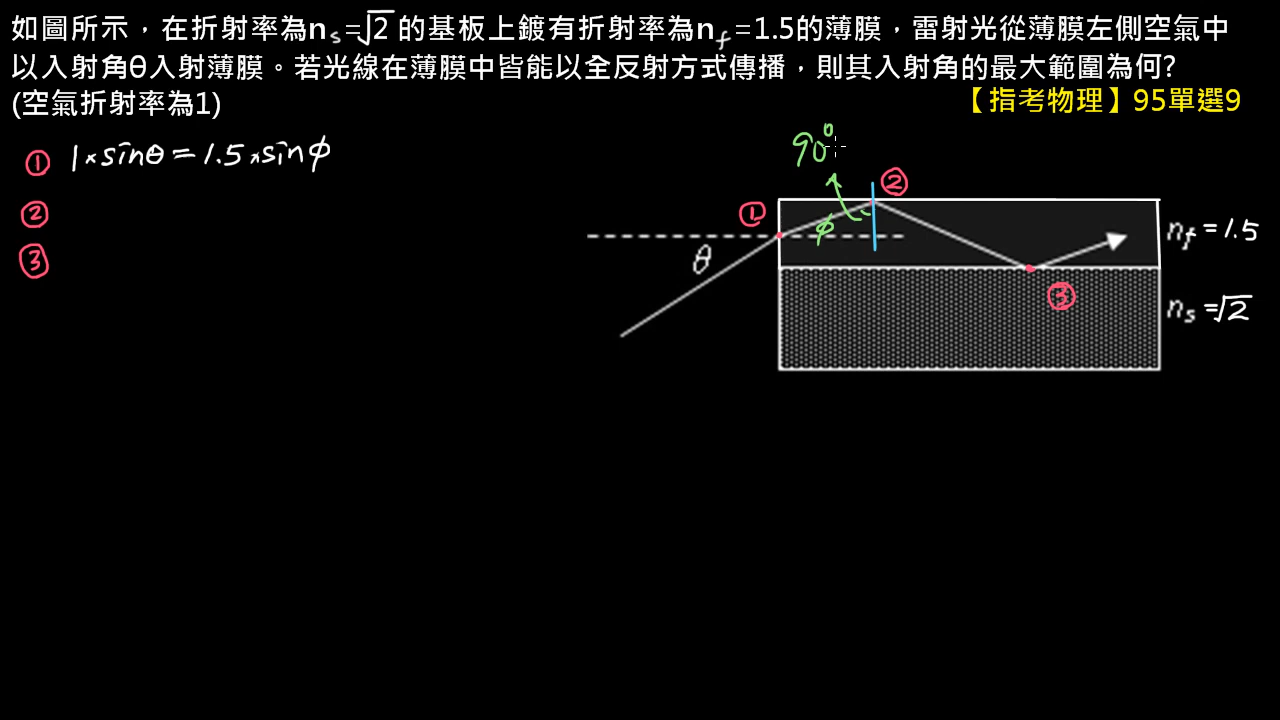 如圖所示，在折射率為nₛ=√2的基板上鍍有折射率為n_f=1.5的薄膜，雷射光從薄膜左側空氣中
以入射角θ入射薄膜。若光線在薄膜中皆能以全反射方式傳播，則其入射角的最大範圍為何?
(空氣折射率為1)
【指考物理】95單選9
① 1×sinθ=1.5×sinϕ
②
③
90°
②
①
ϕ
θ
n_f=1.5
③
nₛ=√2